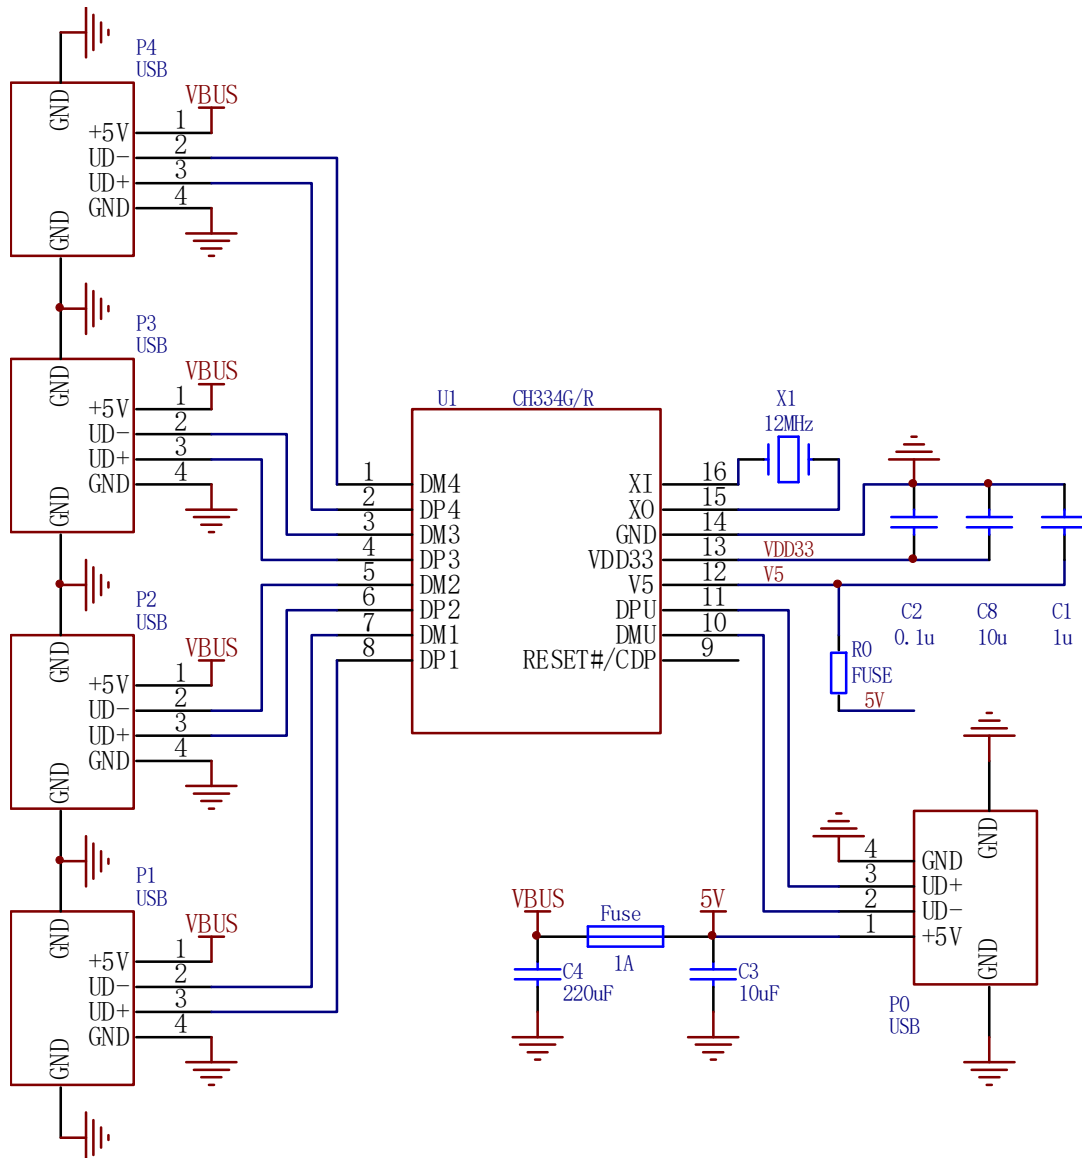 P4
USB
GND
VBUS
+5V 1
UD- 2
UD+ 3
GND 4
GND
P3
USB
GND
VBUS
+5V 1
UD- 2
UD+ 3
GND 4
GND
P2
USB
GND
VBUS
+5V 1
UD- 2
UD+ 3
GND 4
GND
P1
USB
GND
VBUS
+5V 1
UD- 2
UD+ 3
GND 4
GND
U1 CH334G/R
1 DM4
2 DP4
3 DM3
4 DP3
5 DM2
6 DP2
7 DM1
8 DP1
XI 16
XO 15
GND 14
VDD33 13 VDD33
V5 12 V5
DPU 11
DMU 10
RESET#/CDP 9
X1
12MHz
C2
0.1u
C8
10u
C1
1u
R0
FUSE
5V
GND
4 GND
3 UD+
2 UD-
1 +5V
GND
P0
USB
VBUS
Fuse
1A
5V
C4
220uF
C3
10uF